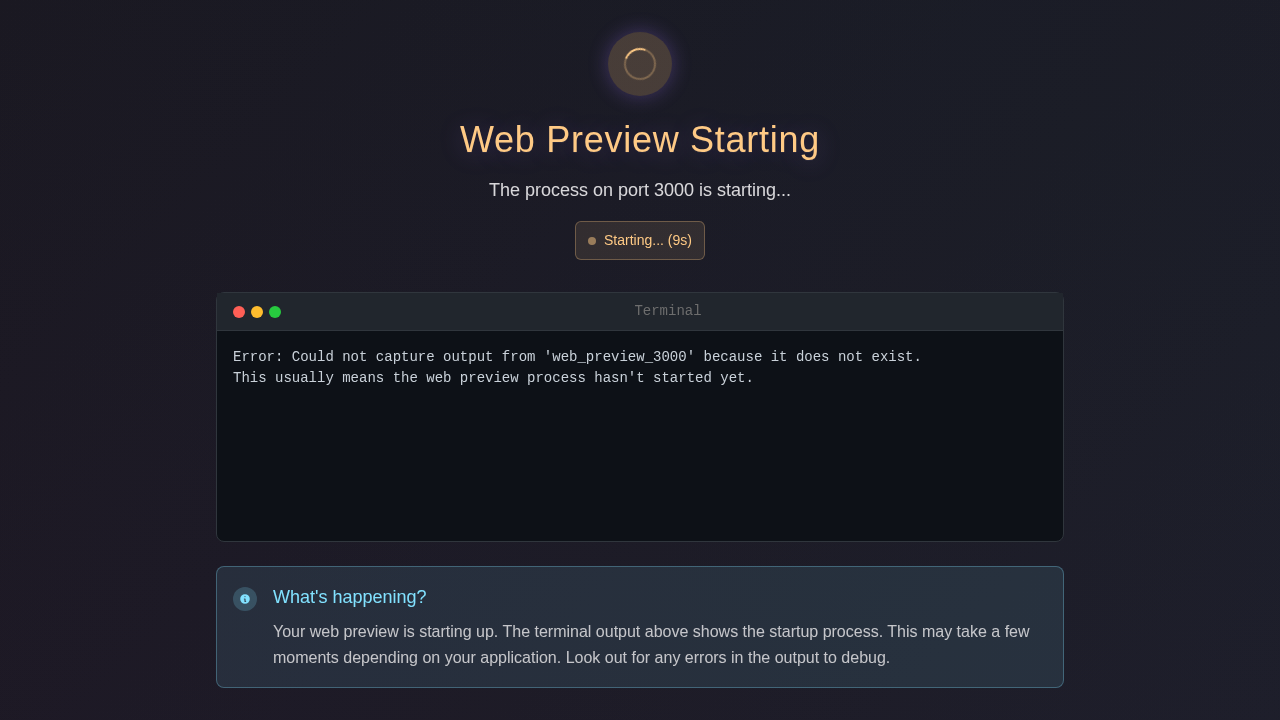 Web Preview Starting
The process on port 3000 is starting...
Starting... (9s)
Terminal
Error: Could not capture output from 'web_preview_3000' because it does not exist.
This usually means the web preview process hasn't started yet.
What's happening?
Your web preview is starting up. The terminal output above shows the startup process. This may take a few
moments depending on your application. Look out for any errors in the output to debug.